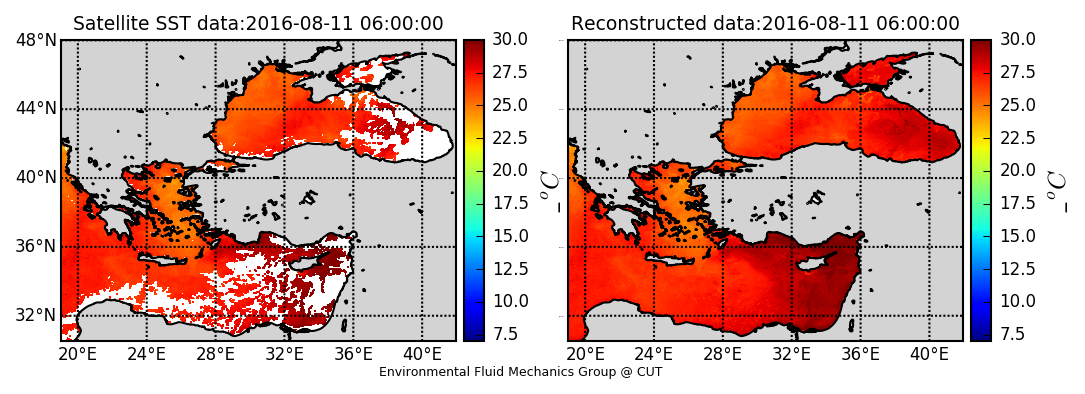 Satellite SST data:2016-08-11 06:00:00
Reconstructed data:2016-08-11 06:00:00
48°N
44°N
40°N
36°N
32°N
20°E 24°E 28°E 32°E 36°E 40°E
30.0
27.5
25.0
22.5
20.0
17.5
15.0
12.5
10.0
7.5
_ °C
20°E 24°E 28°E 32°E 36°E 40°E
30.0
27.5
25.0
22.5
20.0
17.5
15.0
12.5
10.0
7.5
_ °C
Environmental Fluid Mechanics Group @ CUT